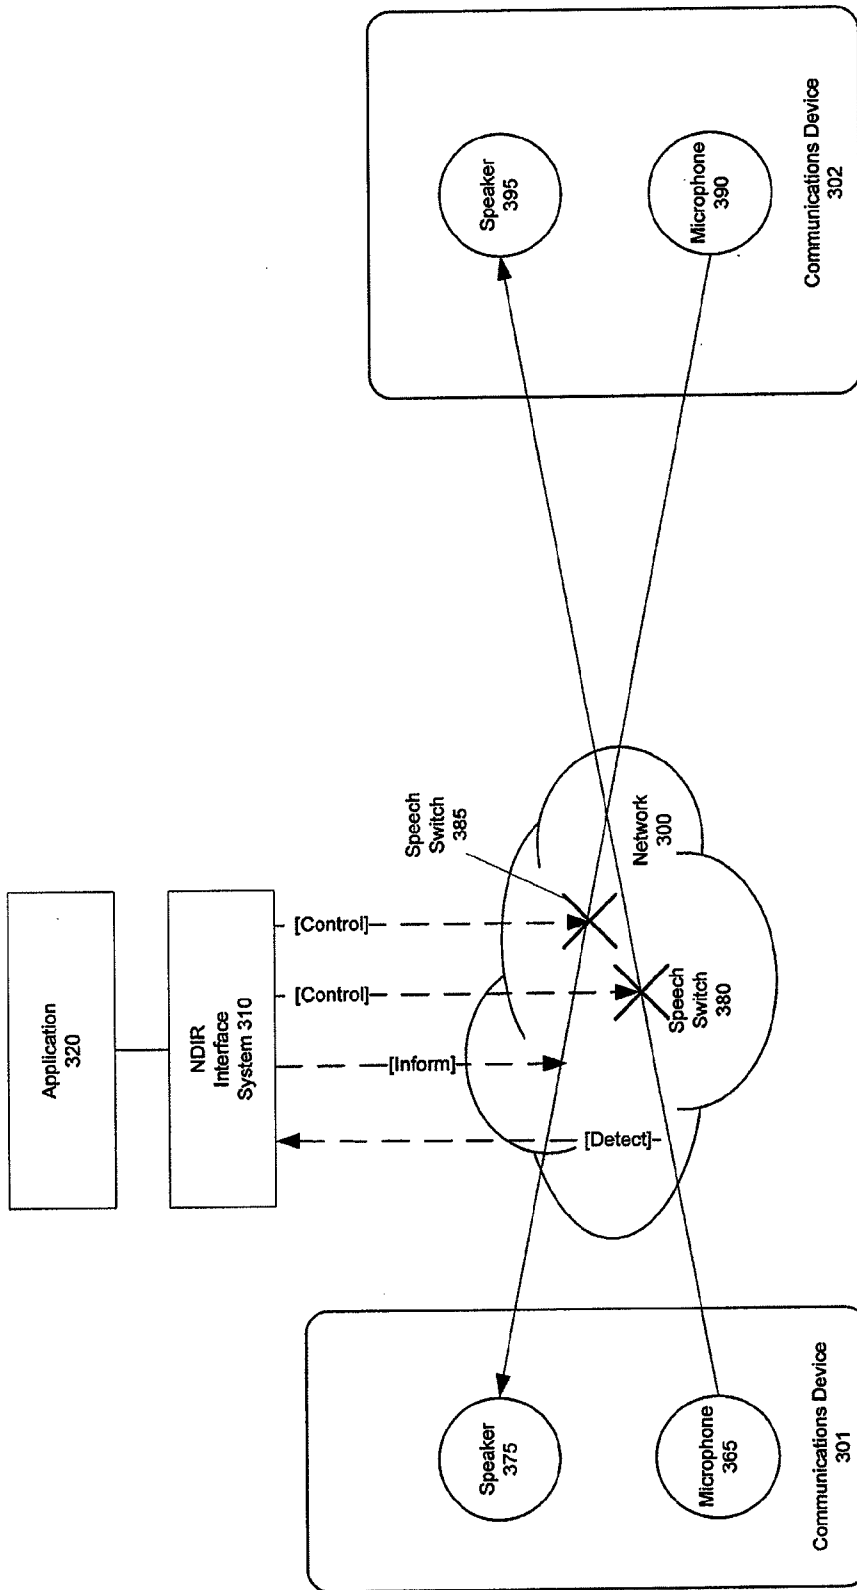 Application
320
NDIR
Interface
System 310
[Control]
[Control]
[Inform]
[Detect]
Speech
Switch
385
Speech
Switch
380
Network
300
Speaker
375
Microphone
365
Communications Device
301
Speaker
395
Microphone
390
Communications Device
302